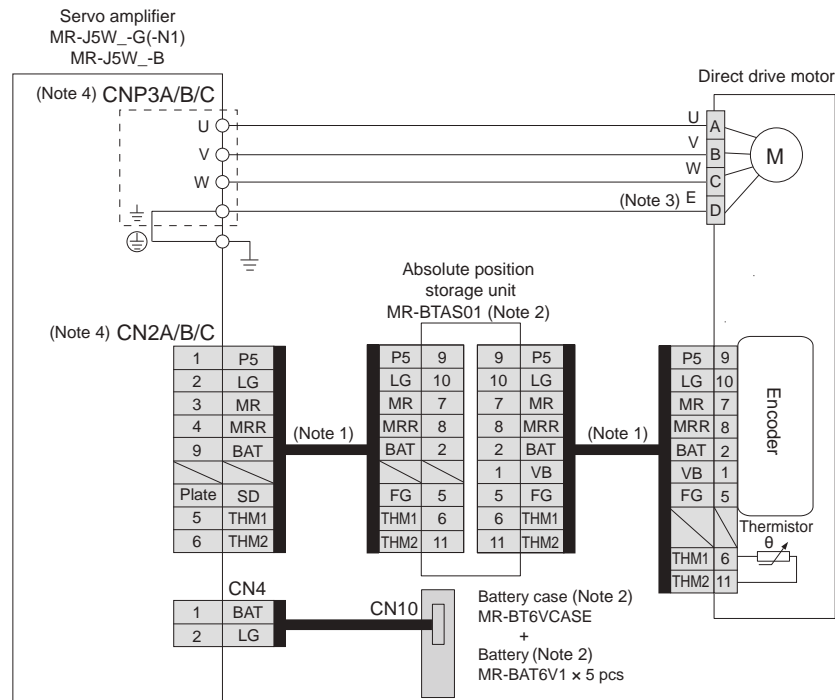 Servo amplifier
MR-J5W_-G(-N1)
MR-J5W_-B
Direct drive motor
(Note 4) CNP3A/B/C
U
V
W
U
V
W
(Note 3) E
A
B
C
D
M
Absolute position
storage unit
MR-BTAS01 (Note 2)
(Note 4) CN2A/B/C
1 P5
2 LG
3 MR
4 MRR
9 BAT
Plate SD
5 THM1
6 THM2
(Note 1)
P5 9
LG 10
MR 7
MRR 8
BAT 2
FG 5
THM1 6
THM2 11
9 P5
10 LG
7 MR
8 MRR
2 BAT
1 VB
5 FG
6 THM1
11 THM2
(Note 1)
P5 9
LG 10
MR 7
MRR 8
BAT 2
VB 1
FG 5
THM1 6
THM2 11
Encoder
Thermistor
θ
CN4
1 BAT
2 LG
CN10
Battery case (Note 2)
MR-BT6VCASE
+
Battery (Note 2)
MR-BAT6V1 × 5 pcs